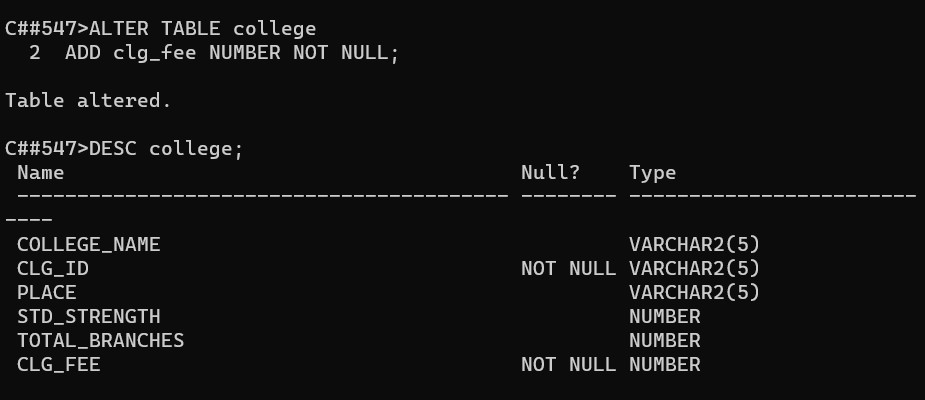 C##547>ALTER TABLE college
  2  ADD clg_fee NUMBER NOT NULL;

Table altered.

C##547>DESC college;
 Name                                      Null?    Type
 ----------------------------------------- -------- ------------------------
----
 COLLEGE_NAME                                       VARCHAR2(5)
 CLG_ID                                    NOT NULL VARCHAR2(5)
 PLACE                                              VARCHAR2(5)
 STD_STRENGTH                                       NUMBER
 TOTAL_BRANCHES                                     NUMBER
 CLG_FEE                                   NOT NULL NUMBER